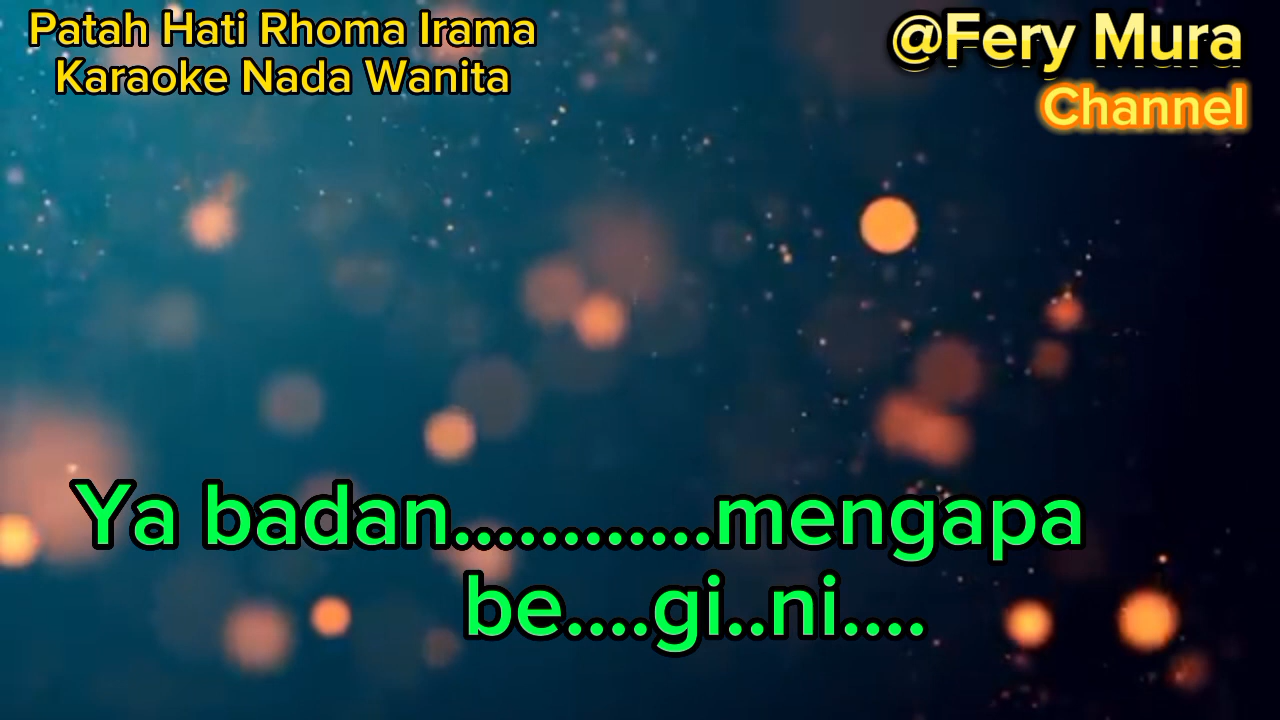 Patah Hati Rhoma Irama
Karaoke Nada Wanita
@Fery Mura
Channel
Ya badan............mengapa
be....gi..ni....